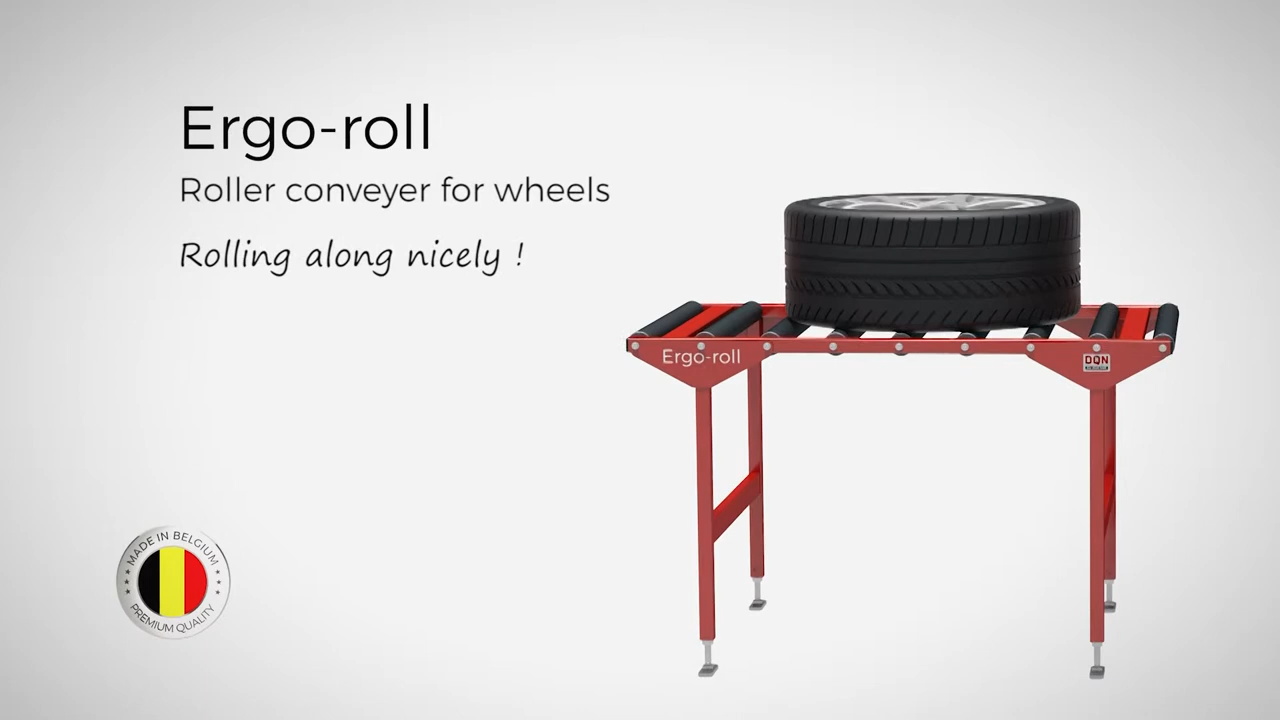 Ergo-roll
Roller conveyer for wheels
Rolling along nicely !
Ergo-roll
DQN
MADE IN BELGIUM
PREMIUM QUALITY